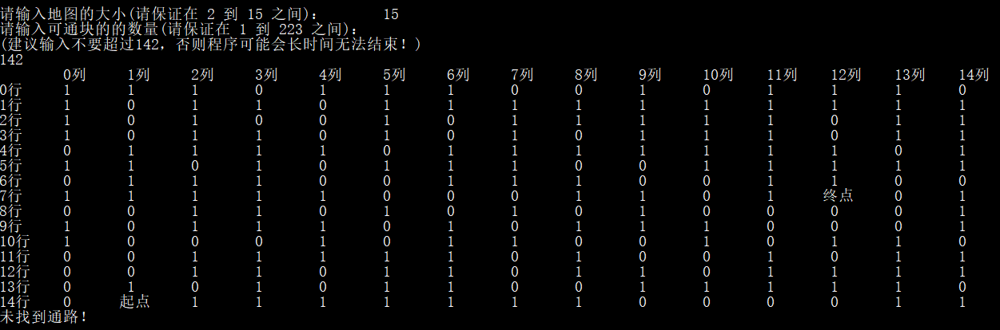 请输入地图的大小(请保证在 2 到 15 之间): 15
请输入可通块的的数量(请保证在 1 到 223 之间):
(建议输入不要超过142, 否则程序可能会长时间无法结束! )
142
0列 1列 2列 3列 4列 5列 6列 7列 8列 9列 10列 11列 12列 13列 14列
0行 1 1 1 0 1 1 1 0 0 1 0 1 1 1 0
1行 1 0 1 1 0 1 1 1 1 1 1 1 1 1 1
2行 1 0 1 0 0 1 0 1 1 1 1 1 0 1 1
3行 1 0 1 1 0 1 0 1 0 1 1 1 0 1 1
4行 0 1 1 1 1 0 1 1 1 1 1 1 1 0 1
5行 1 1 0 1 0 1 1 1 0 0 1 1 1 1 1
6行 0 1 1 1 0 0 1 1 1 0 0 1 1 0 0
7行 1 1 1 1 1 0 0 0 1 1 0 1 终点 0 1
8行 0 0 1 1 0 1 0 1 1 1 0 0 0 0 1
9行 1 0 1 1 1 0 1 0 1 1 1 0 0 0 1
10行 1 0 0 0 1 0 1 1 0 0 1 0 1 1 0
11行 0 0 1 1 1 1 1 0 1 0 0 1 0 1 1
12行 0 0 1 1 0 1 1 0 1 1 0 1 1 1 1
13行 0 1 0 1 0 1 1 0 0 1 1 1 1 1 0
14行 0 起点 1 1 1 1 1 1 1 0 0 0 0 1 1
未找到通路!